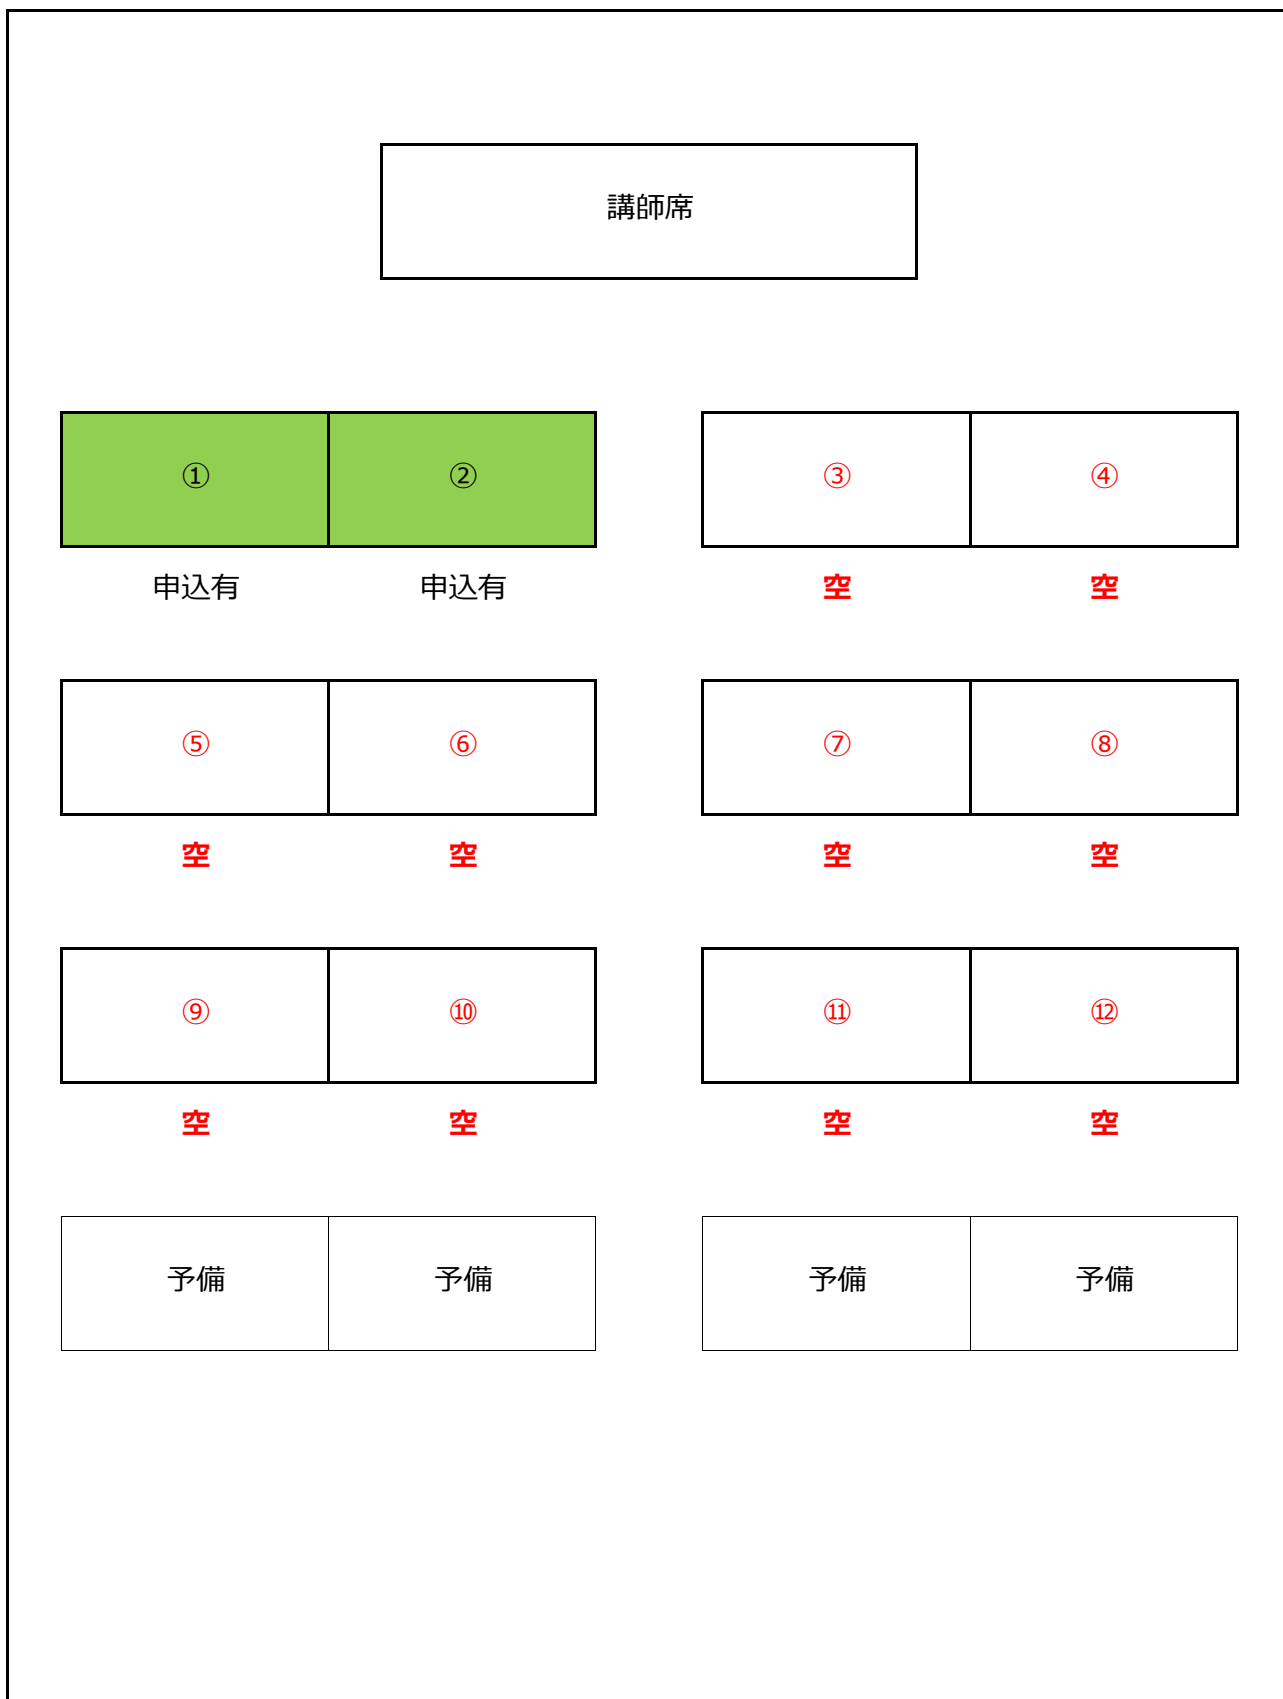 講師席
① ② ③ ④
申込有 申込有 空 空
⑤ ⑥ ⑦ ⑧
空 空 空 空
⑨ ⑩ ⑪ ⑫
空 空 空 空
予備 予備 予備 予備